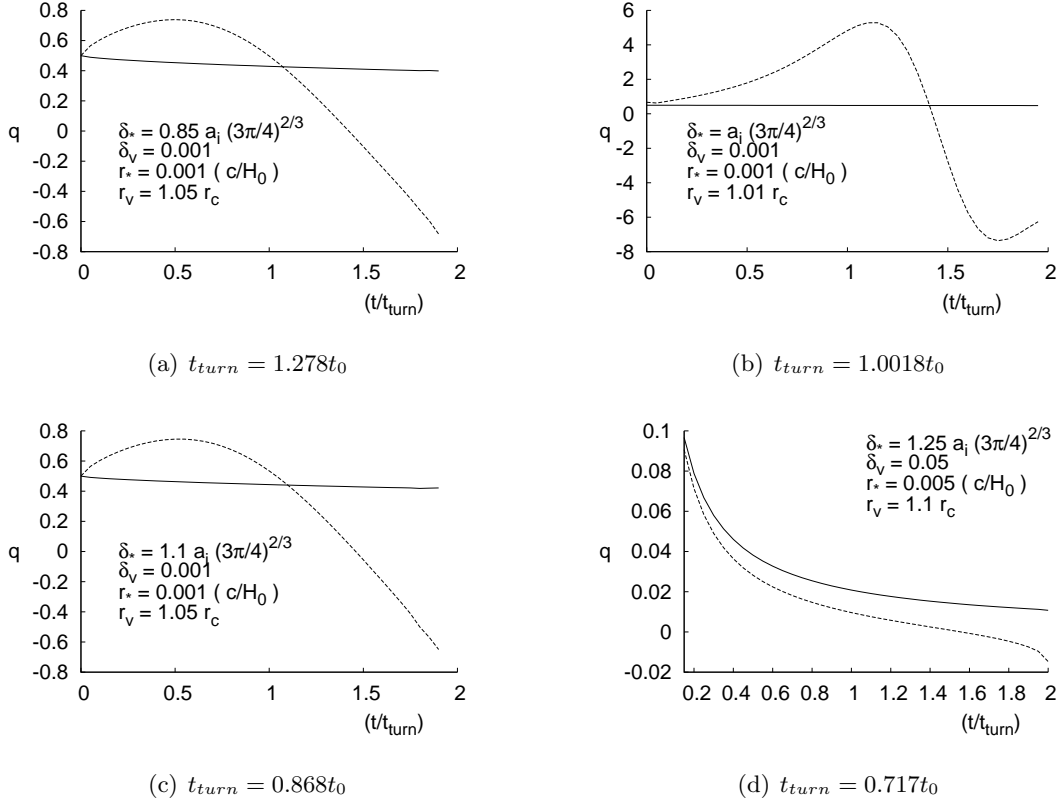 0.8
0.6
0.4
0.2
0
-0.2
-0.4
-0.6
-0.8
q
δ* = 0.85 a_i (3π/4)^{2/3}
δ_v = 0.001
r* = 0.001 ( c/H_0 )
r_v = 1.05 r_c
0 0.5 1 1.5 2
(t/t_turn)
(a) t_{turn} = 1.278t_0
6
4
2
0
-2
-4
-6
-8
q
δ* = a_i (3π/4)^{2/3}
δ_v = 0.001
r* = 0.001 ( c/H_0 )
r_v = 1.01 r_c
0 0.5 1 1.5 2
(t/t_turn)
(b) t_{turn} = 1.0018t_0
0.8
0.6
0.4
0.2
0
-0.2
-0.4
-0.6
-0.8
q
δ* = 1.1 a_i (3π/4)^{2/3}
δ_v = 0.001
r* = 0.001 ( c/H_0 )
r_v = 1.05 r_c
0 0.5 1 1.5 2
(t/t_turn)
(c) t_{turn} = 0.868t_0
0.1
0.08
0.06
0.04
0.02
0
-0.02
q
δ* = 1.25 a_i (3π/4)^{2/3}
δ_v = 0.05
r* = 0.005 ( c/H_0 )
r_v = 1.1 r_c
0.2 0.4 0.6 0.8 1 1.2 1.4 1.6 1.8 2
(t/t_turn)
(d) t_{turn} = 0.717t_0